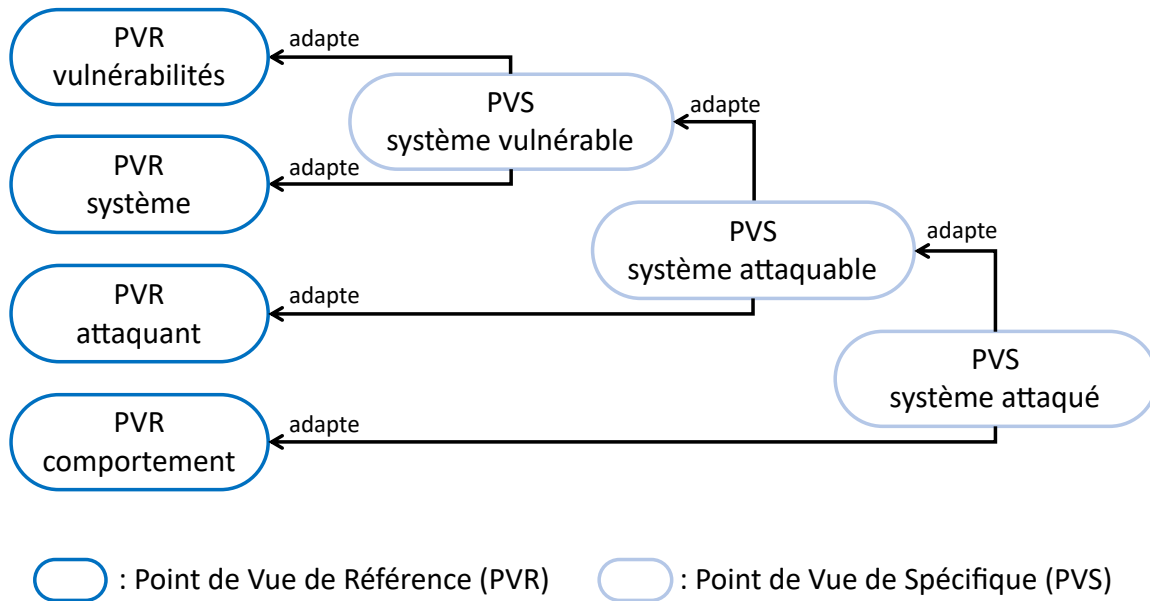 PVR
vulnérabilités
adapte
PVS
système vulnérable
adapte
PVR
système
adapte
PVS
système attaquable
adapte
PVR
attaquant
adapte
PVS
système attaqué
PVR
comportement
adapte
: Point de Vue de Référence (PVR)
: Point de Vue de Spécifique (PVS)